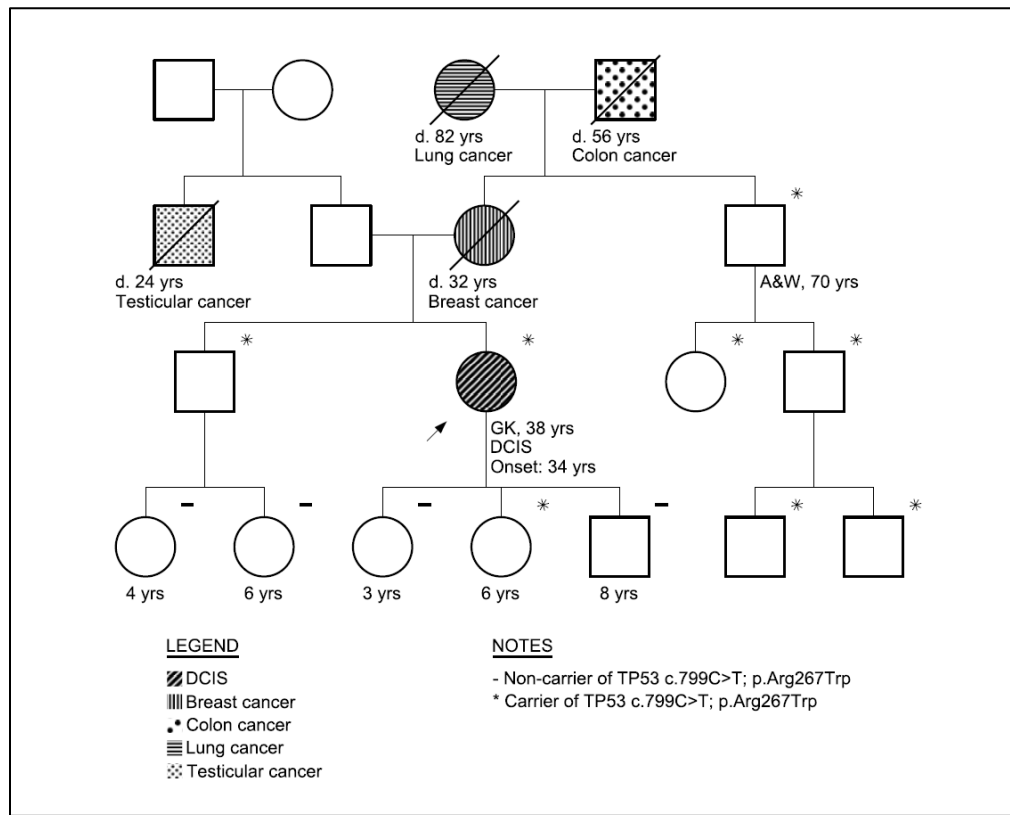 d. 82 yrs
Lung cancer
d. 56 yrs
Colon cancer
*
d. 24 yrs
Testicular cancer
d. 32 yrs
Breast cancer
A&W, 70 yrs
*
*
*
*
GK, 38 yrs
DCIS
Onset: 34 yrs
-
-
-
*
-
*
*
4 yrs
6 yrs
3 yrs
6 yrs
8 yrs
LEGEND
DCIS
Breast cancer
Colon cancer
Lung cancer
Testicular cancer
NOTES
- Non-carrier of TP53 c.799C>T; p.Arg267Trp
* Carrier of TP53 c.799C>T; p.Arg267Trp